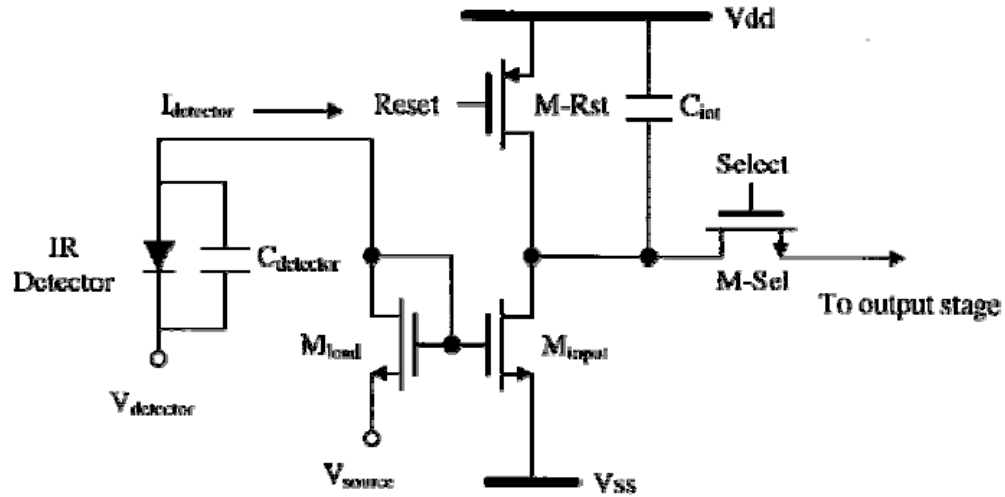 Vdd
Idetector
Reset
M-Rst
Cint
Select
IR
Detector
Cdetector
M-Sel
To output stage
Mload
Minput
Vdetector
Vsource
Vss